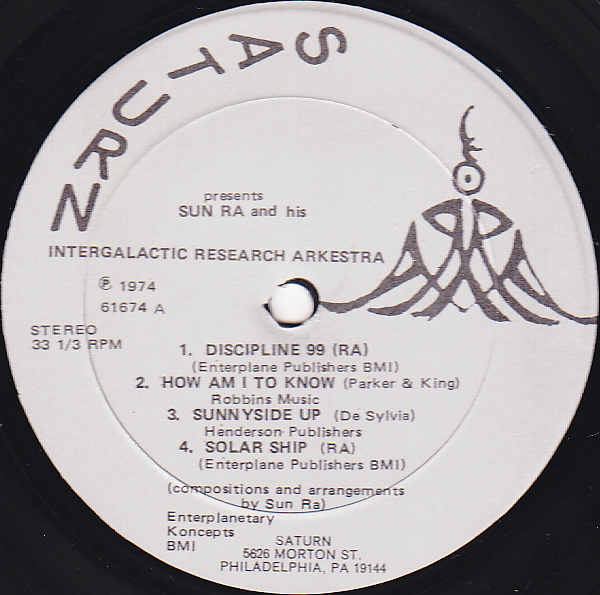 SATURN
presents
SUN RA and his
INTERGALACTIC RESEARCH ARKESTRA
℗ 1974
61674 A
STEREO
33 1/3 RPM
1. DISCIPLINE 99 (RA)
(Enterplane Publishers BMI)
2. HOW AM I TO KNOW (Parker & King)
Robbins Music
3. SUNNYSIDE UP (De Sylvia)
Henderson Publishers
4. SOLAR SHIP (RA)
(Enterplane Publishers BMI)
(compositions and arrangements
by Sun Ra)
Enterplanetary
Koncepts
BMI
SATURN
5626 MORTON ST.
PHILADELPHIA, PA 19144